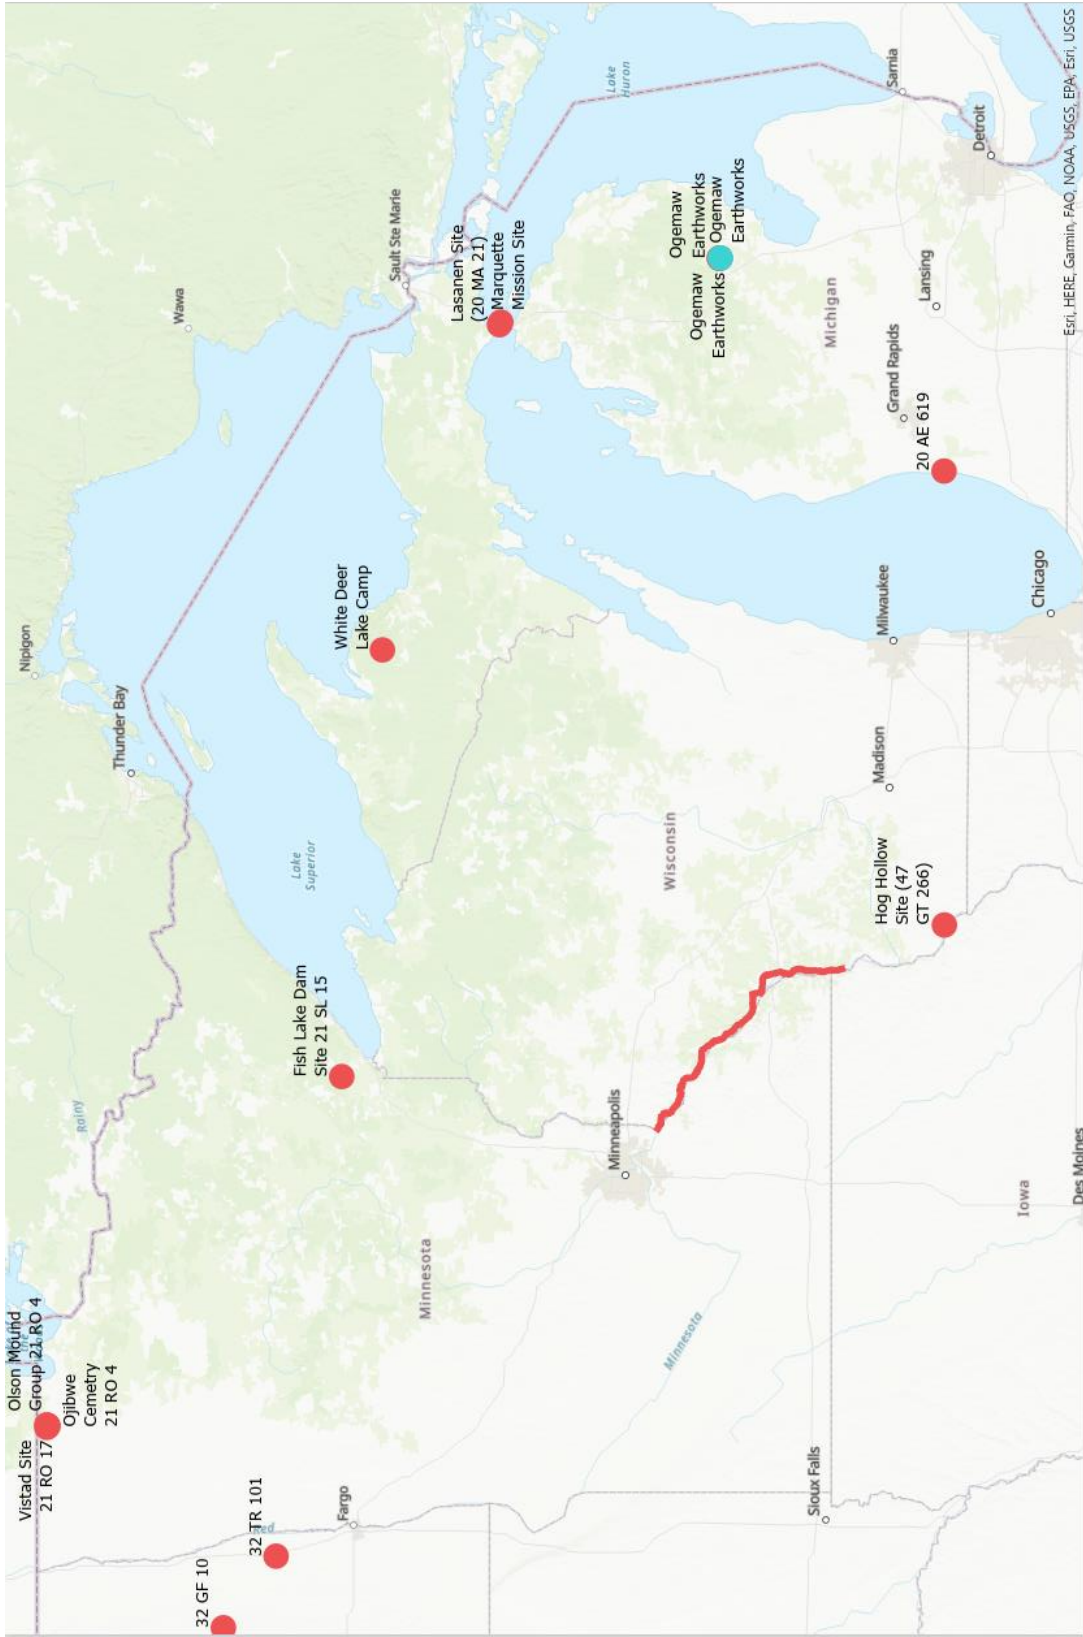 Nipigon
Wawa
Thunder Bay
Sault Ste Marie
Lake
Huron
Lake
Superior
Rainy
Olson Mound
Group 21 RO 4
the
Vistad Site
21 RO 17
Ojibwe
Cemetry
21 RO 4
32 GF 10
32 TR 101
Red
Fargo
Fish Lake Dam
Site 21 SL 15
White Deer
Lake Camp
Lasanen Site
(20 MA 21)
Marquette
Mission Site
Minnesota
Minneapolis
Minnesota
Wisconsin
Ogemaw
Earthworks
Ogemaw
Earthworks
Ogemaw
Earthworks
Michigan
Sarnia
Detroit
Lansing
Grand Rapids
20 AE 619
Milwaukee
Madison
Chicago
Hog Hollow
Site (47
GT 266)
Sioux Falls
Iowa
Des Moines
Esri, HERE, Garmin, FAO, NOAA, USGS, EPA, Esri, USGS